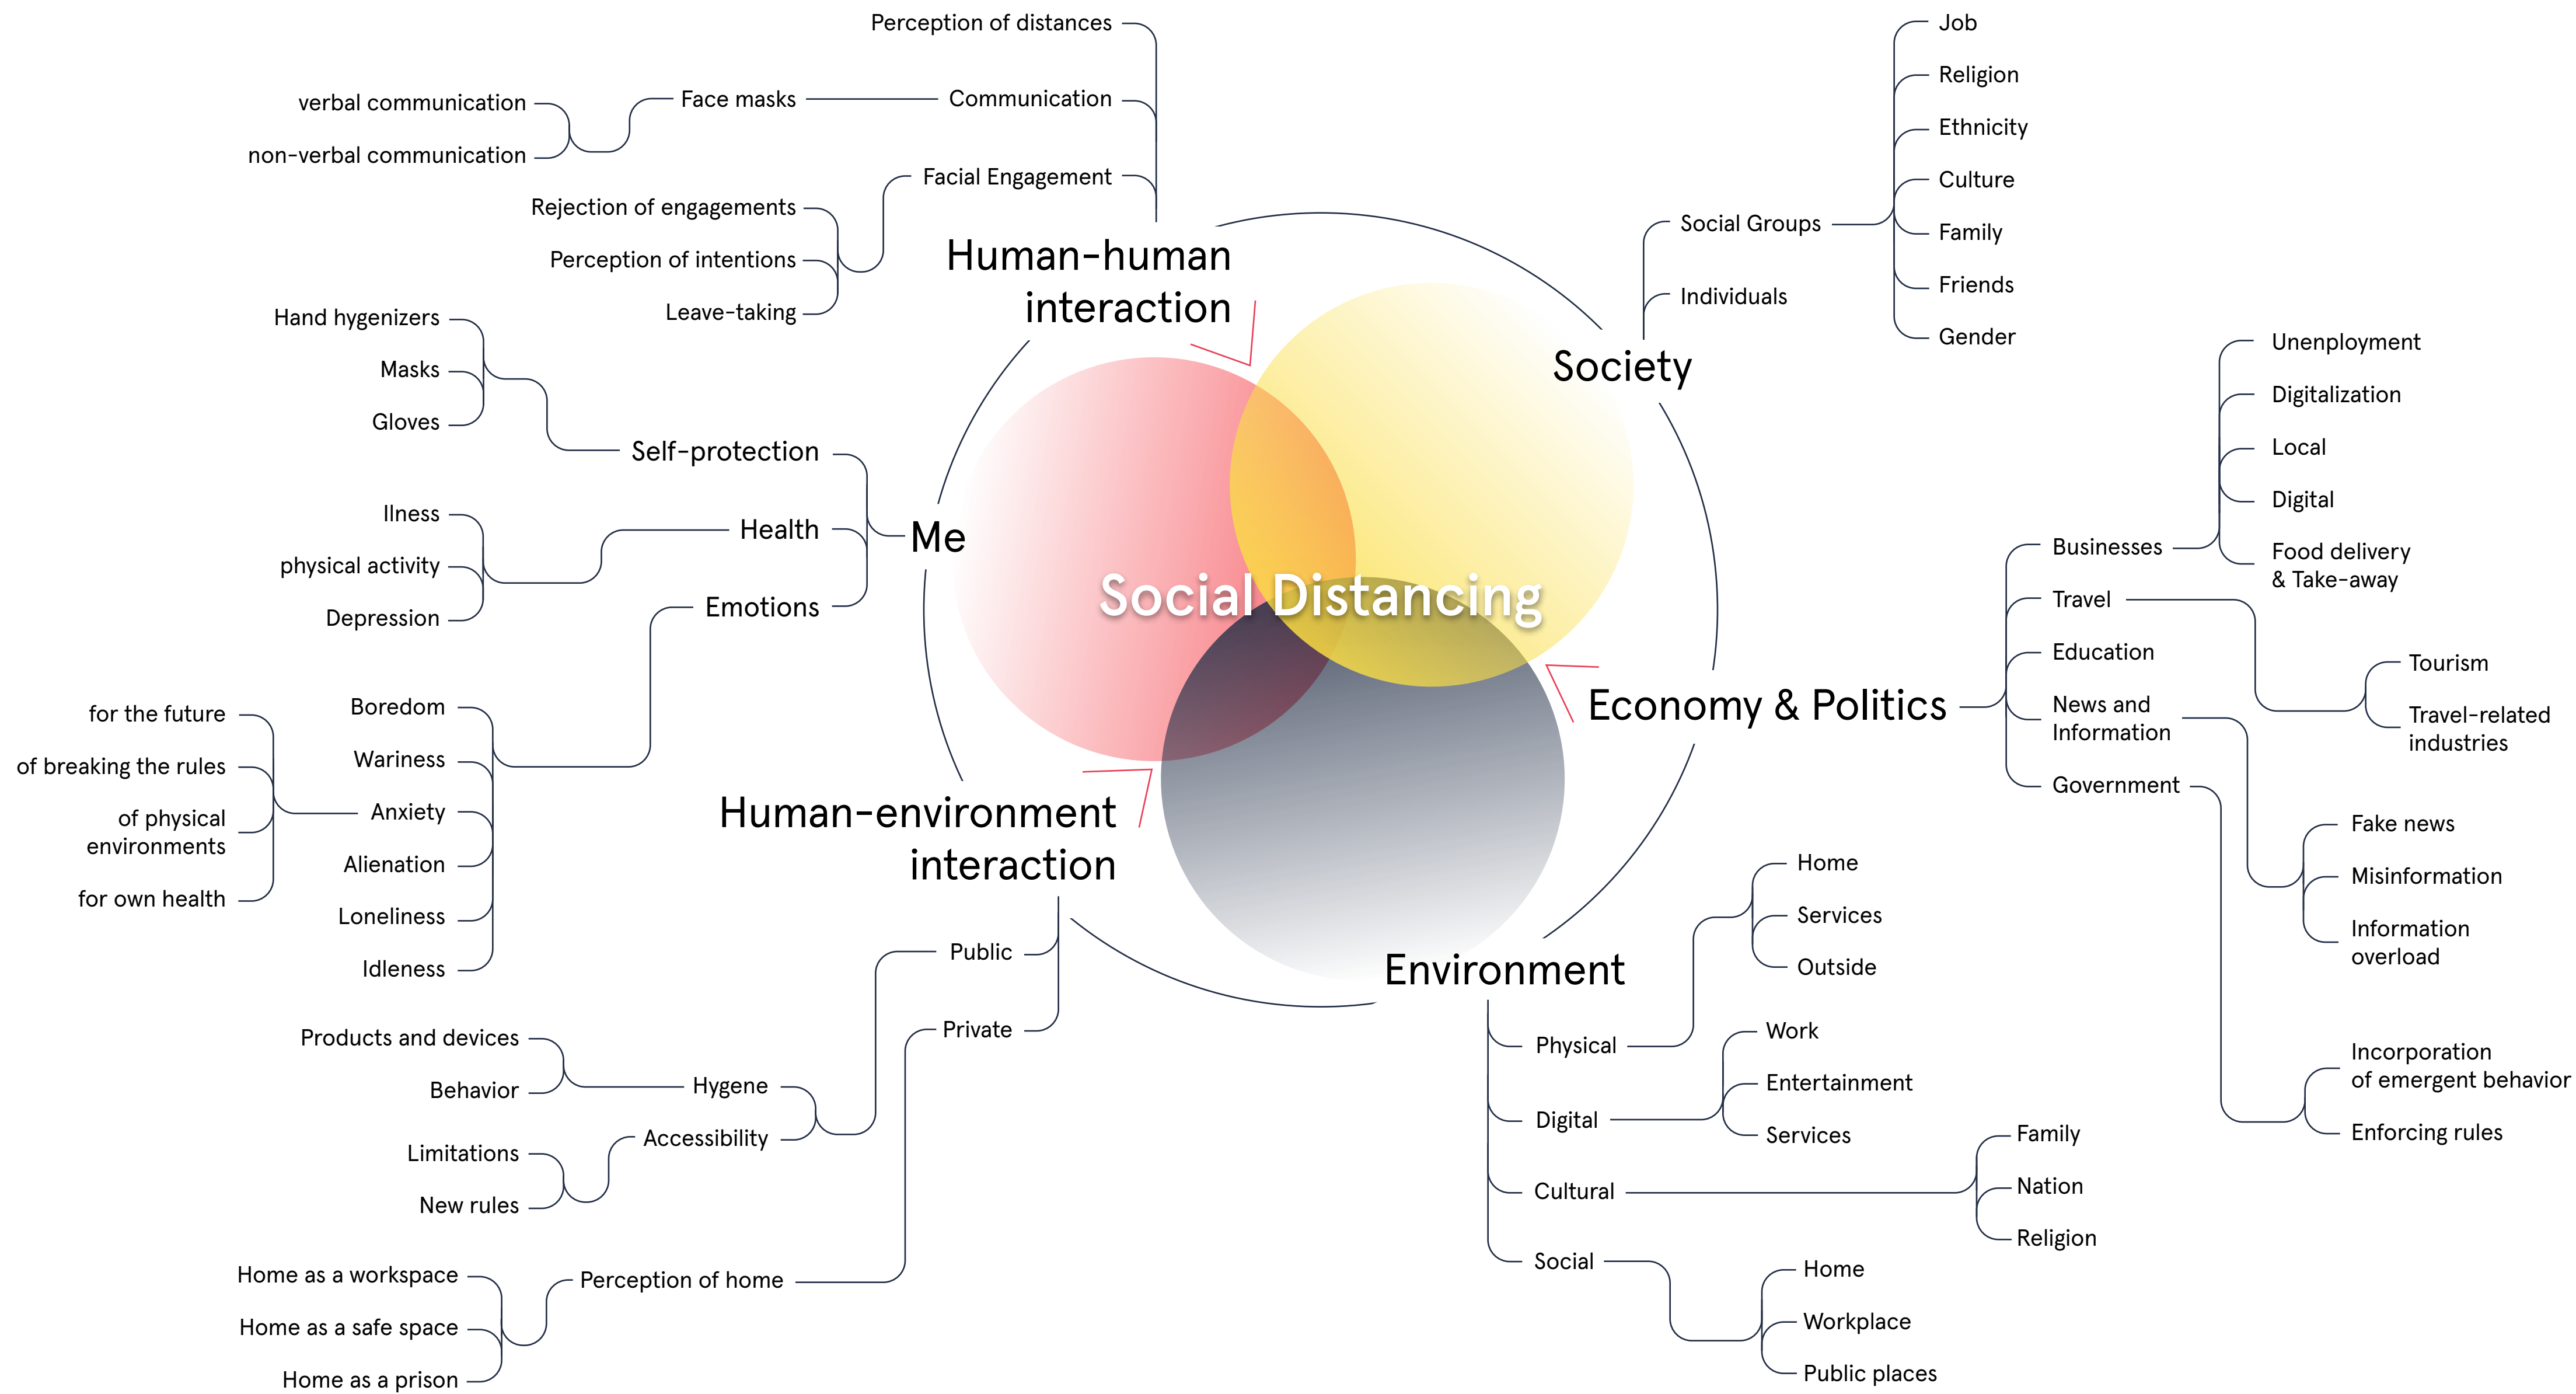 Perception of distances
Communication
Face masks
verbal communication
non-verbal communication
Facial Engagement
Rejection of engagements
Perception of intentions
Leave-taking
Human-human
interaction
Hand hygenizers
Masks
Gloves
Self-protection
Ilness
physical activity
Depression
Health
Emotions
Me
Boredom
Wariness
Anxiety
Alienation
Loneliness
Idleness
for the future
of breaking the rules
of physical
environments
for own health
Human-environment
interaction
Public
Private
Products and devices
Behavior
Hygene
Limitations
New rules
Accessibility
Home as a workspace
Home as a safe space
Home as a prison
Perception of home
Social Distancing
Society
Social Groups
Individuals
Job
Religion
Ethnicity
Culture
Family
Friends
Gender
Economy & Politics
Businesses
Travel
Education
News and
Information
Government
Unenployment
Digitalization
Local
Digital
Food delivery
& Take-away
Tourism
Travel-related
industries
Fake news
Misinformation
Information
overload
Incorporation
of emergent behavior
Enforcing rules
Environment
Physical
Home
Services
Outside
Digital
Work
Entertainment
Services
Cultural
Family
Nation
Religion
Social
Home
Workplace
Public places